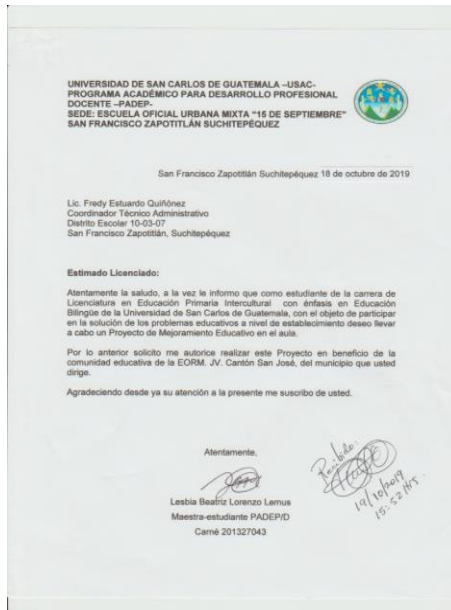 UNIVERSIDAD DE SAN CARLOS DE GUATEMALA –USAC-
PROGRAMA ACADÉMICO PARA DESARROLLO PROFESIONAL
DOCENTE –PADEP-
SEDE: ESCUELA OFICIAL URBANA MIXTA "15 DE SEPTIEMBRE"
SAN FRANCISCO ZAPOTITLÁN SUCHITEPÉQUEZ
San Francisco Zapotitlán Suchitepéquez 18 de octubre de 2019
Lic. Fredy Estuardo Quiñónez
Coordinador Técnico Administrativo
Distrito Escolar 10-03-07
San Francisco Zapotitlán, Suchitepéquez
Estimado Licenciado:
Atentamente la saludo, a la vez le informo que como estudiante de la carrera de
Licenciatura en Educación Primaria Intercultural con énfasis en Educación
Bilingüe de la Universidad de San Carlos de Guatemala, con el objeto de participar
en la solución de los problemas educativos a nivel de establecimiento deseo llevar
a cabo un Proyecto de Mejoramiento Educativo en el aula.
Por lo anterior solicito me autorice realizar este Proyecto en beneficio de la
comunidad educativa de la EORM. JV. Cantón San José, del municipio que usted
dirige.
Agradeciendo desde ya su atención a la presente me suscribo de usted.
Atentamente,
Recibido:
19/10/2019
15:52 Hrs.
Lesbia Beatriz Lorenzo Lemus
Maestra-estudiante PADEP/D
Carné 201327043